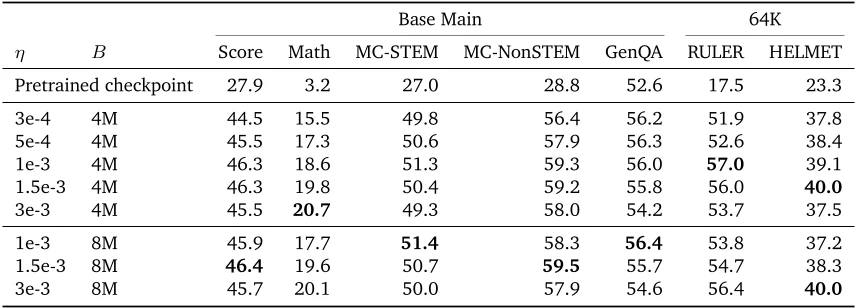 Base Main 64K
η B Score Math MC-STEM MC-NonSTEM GenQA RULER HELMET
Pretrained checkpoint 27.9 3.2 27.0 28.8 52.6 17.5 23.3
3e-4 4M 44.5 15.5 49.8 56.4 56.2 51.9 37.8
5e-4 4M 45.5 17.3 50.6 57.9 56.3 52.6 38.4
1e-3 4M 46.3 18.6 51.3 59.3 56.0 57.0 39.1
1.5e-3 4M 46.3 19.8 50.4 59.2 55.8 56.0 40.0
3e-3 4M 45.5 20.7 49.3 58.0 54.2 53.7 37.5
1e-3 8M 45.9 17.7 51.4 58.3 56.4 53.8 37.2
1.5e-3 8M 46.4 19.6 50.7 59.5 55.7 54.7 38.3
3e-3 8M 45.7 20.1 50.0 57.9 54.6 56.4 40.0